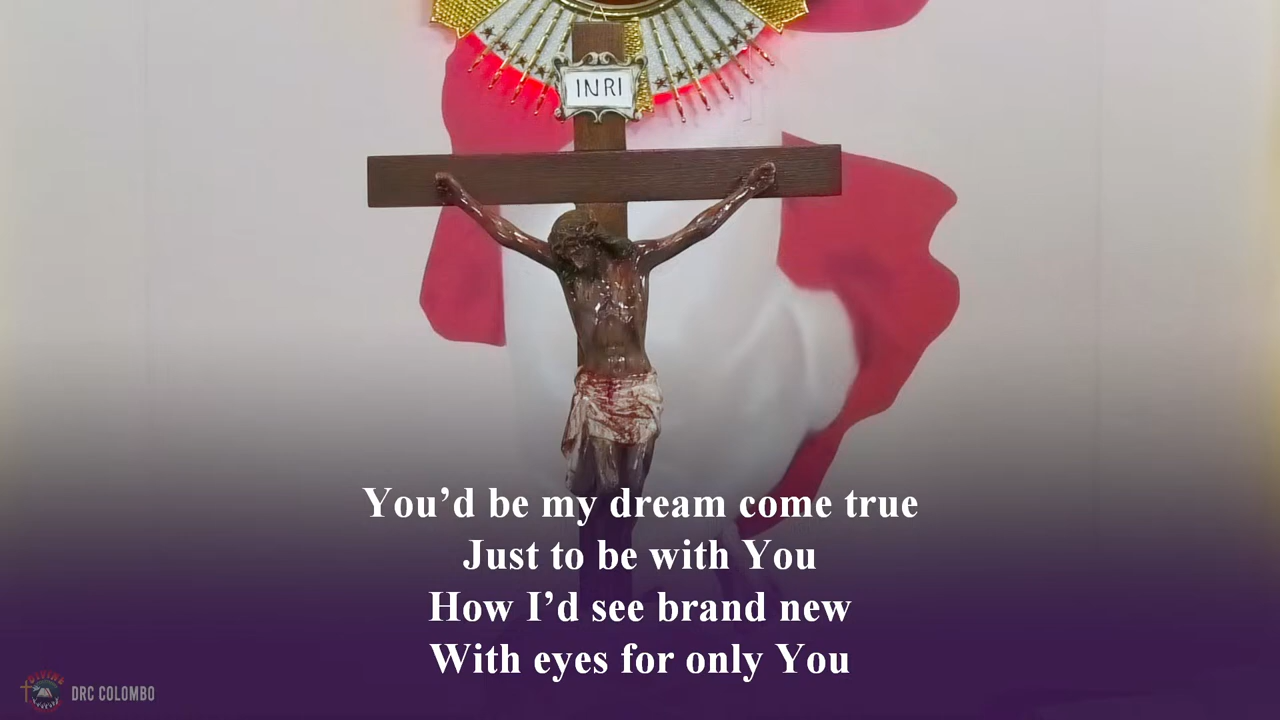 INRI
You’d be my dream come true
Just to be with You
How I’d see brand new
With eyes for only You
DIVINE
DRC COLOMBO